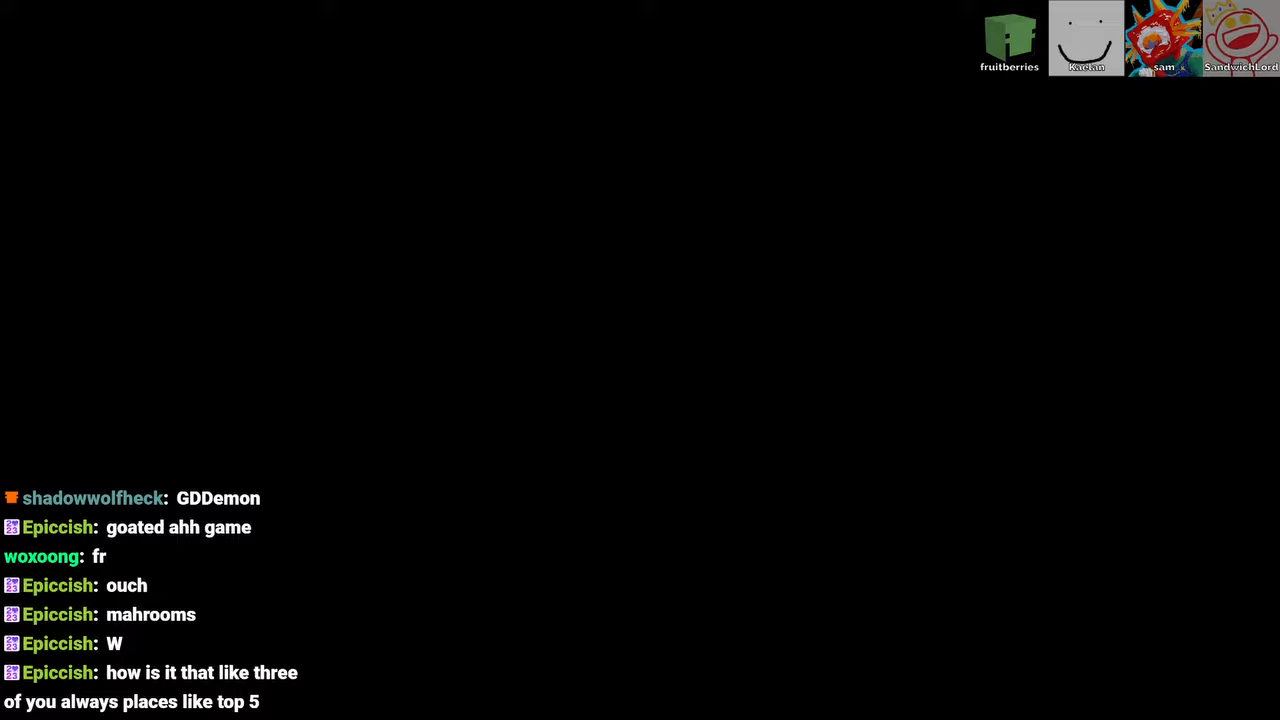 fruitberries Kaelan sam SandwichLord
shadowwolfheck: GDDemon
Epiccish: goated ahh game
woxoong: fr
Epiccish: ouch
Epiccish: mahrooms
Epiccish: W
Epiccish: how is it that like three
of you always places like top 5